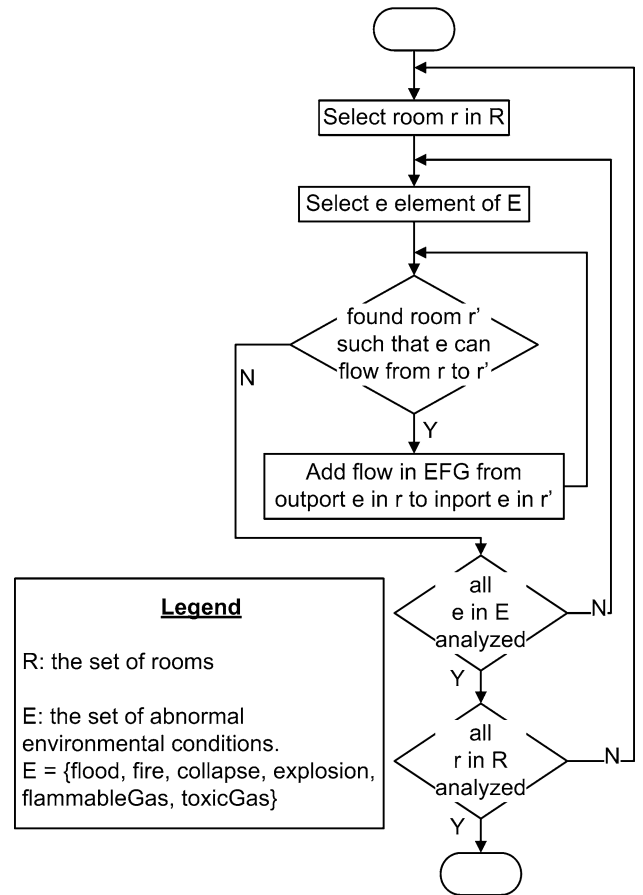 Select room r in R
Select e element of E
found room r’
such that e can
flow from r to r’
N
Y
Add flow in EFG from
outport e in r to inport e in r’
all
e in E
analyzed
N
Y
all
r in R
analyzed
N
Y
Legend
R: the set of rooms
E: the set of abnormal
environmental conditions.
E = {flood, fire, collapse, explosion,
flammableGas, toxicGas}